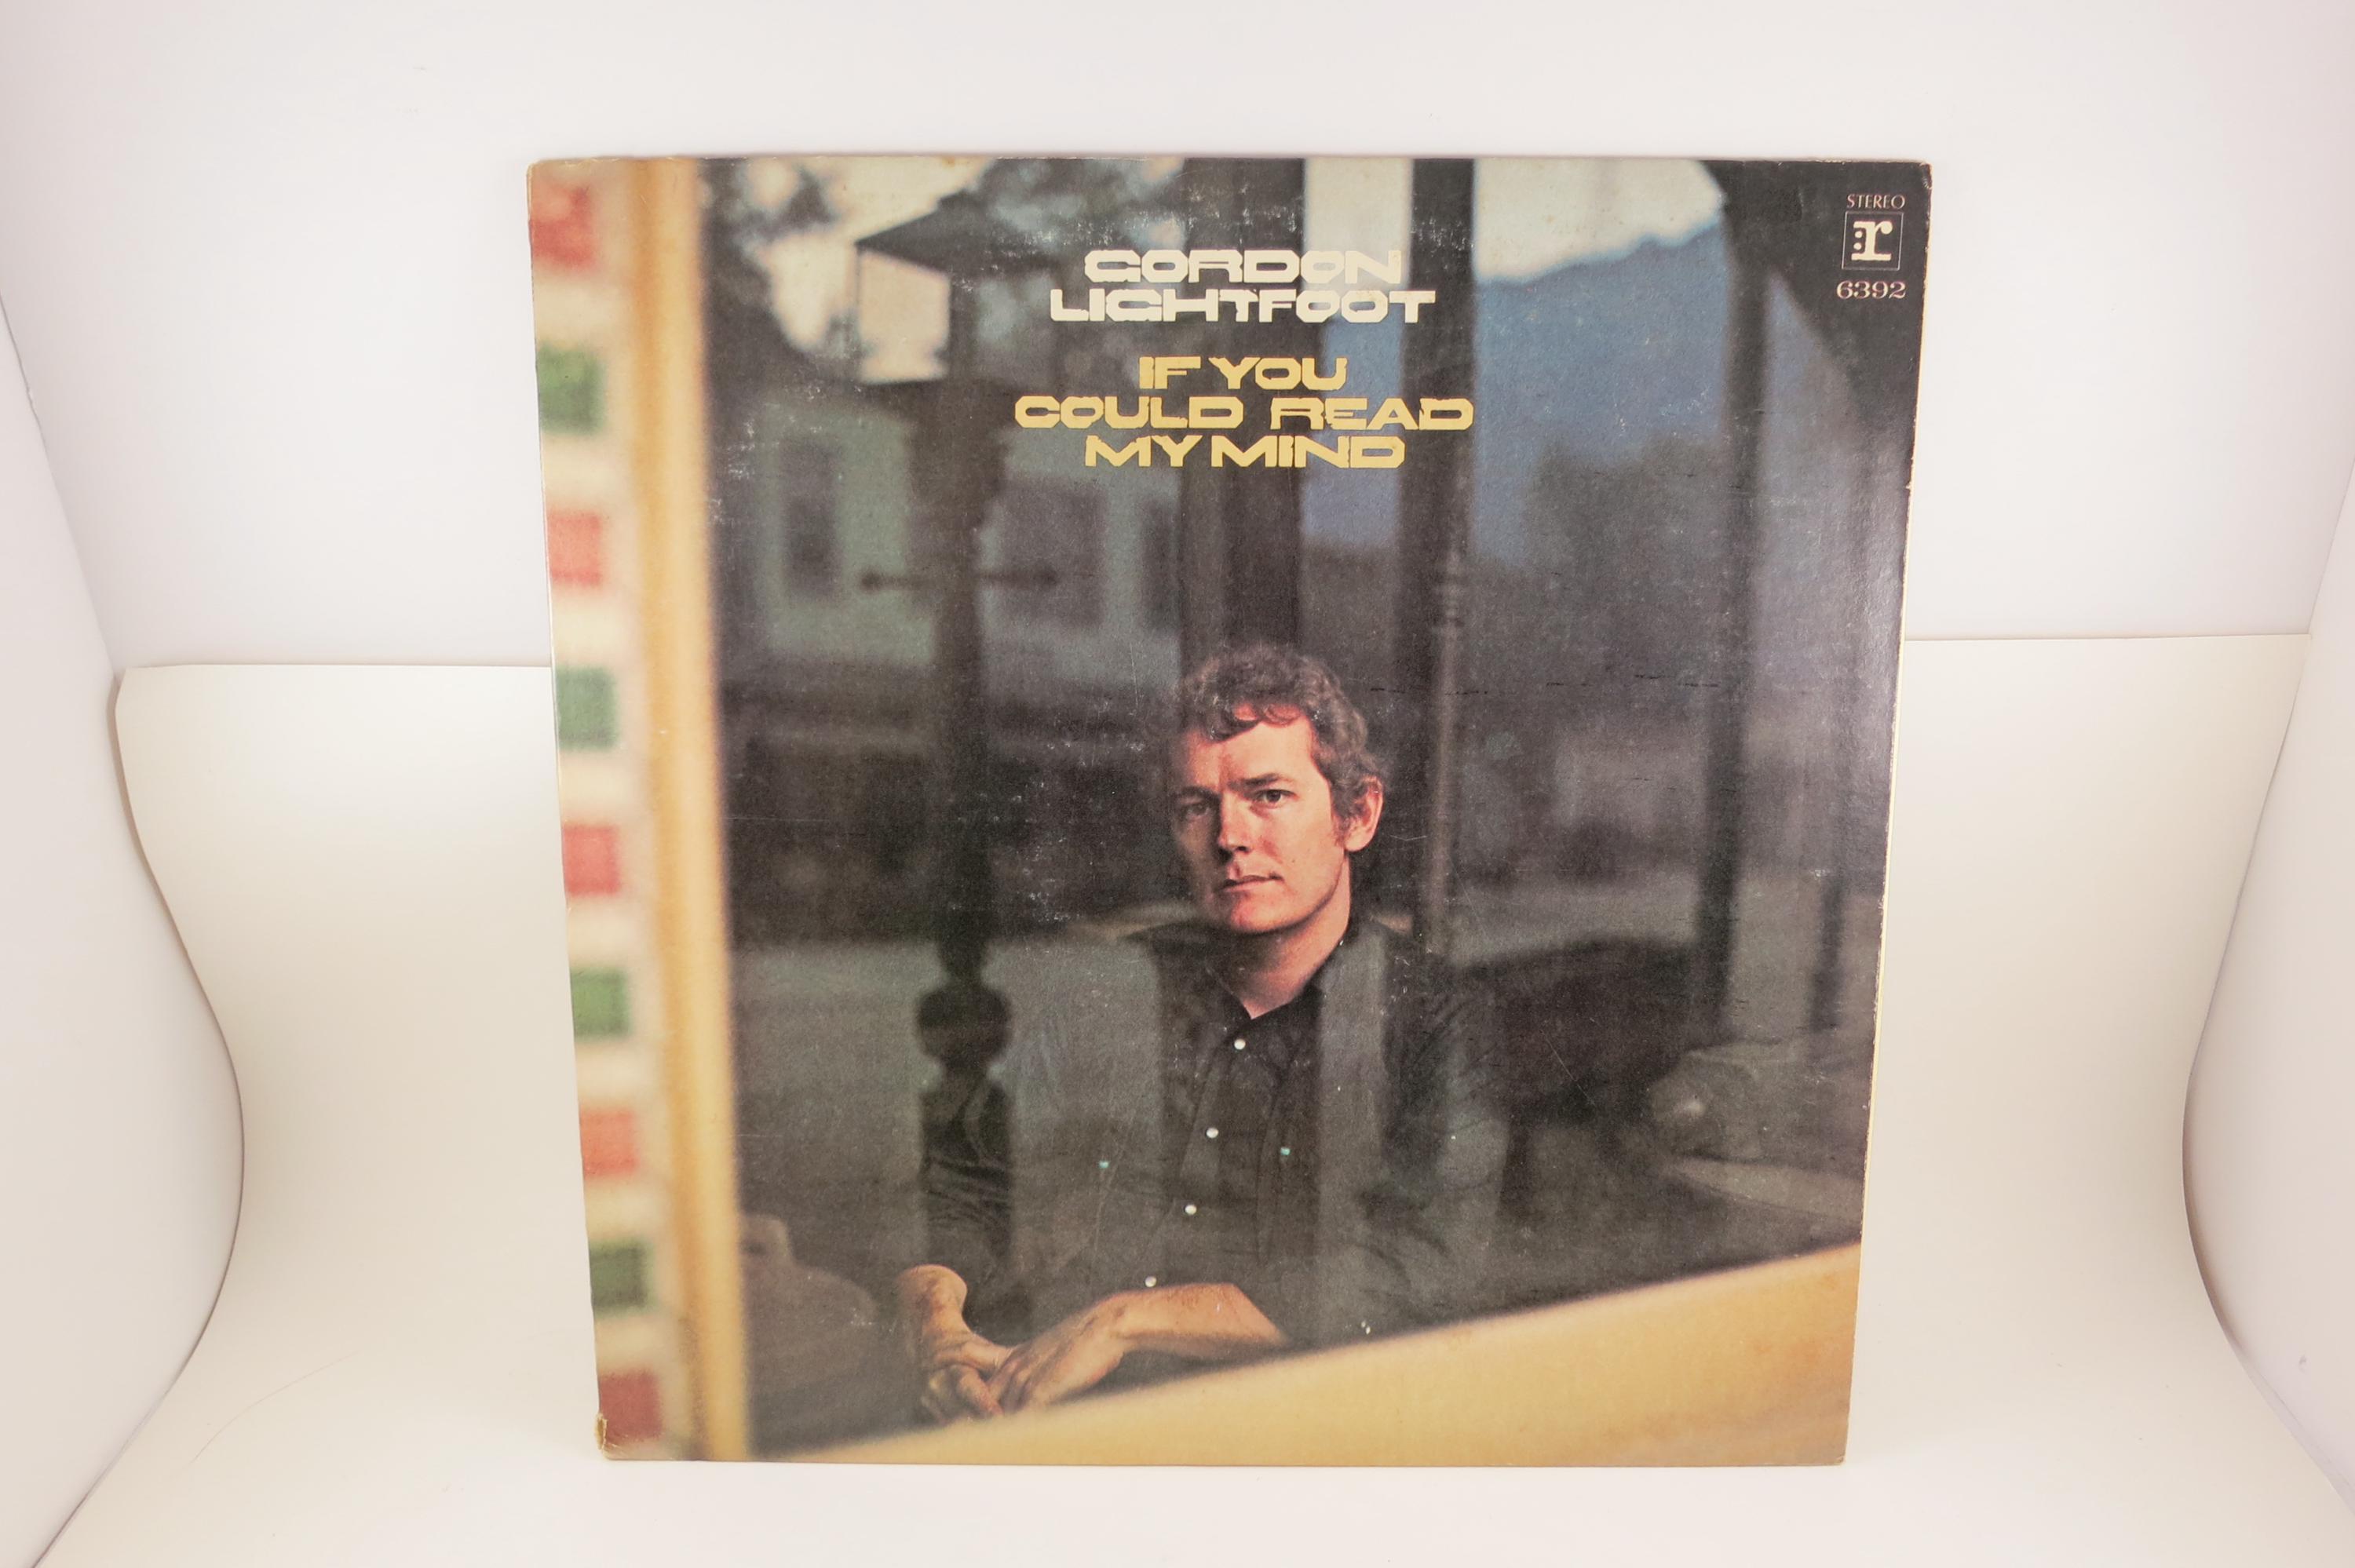 GORDON
LIGHTFOOT
IF YOU
COULD READ
MY MIND
STEREO
r
6392